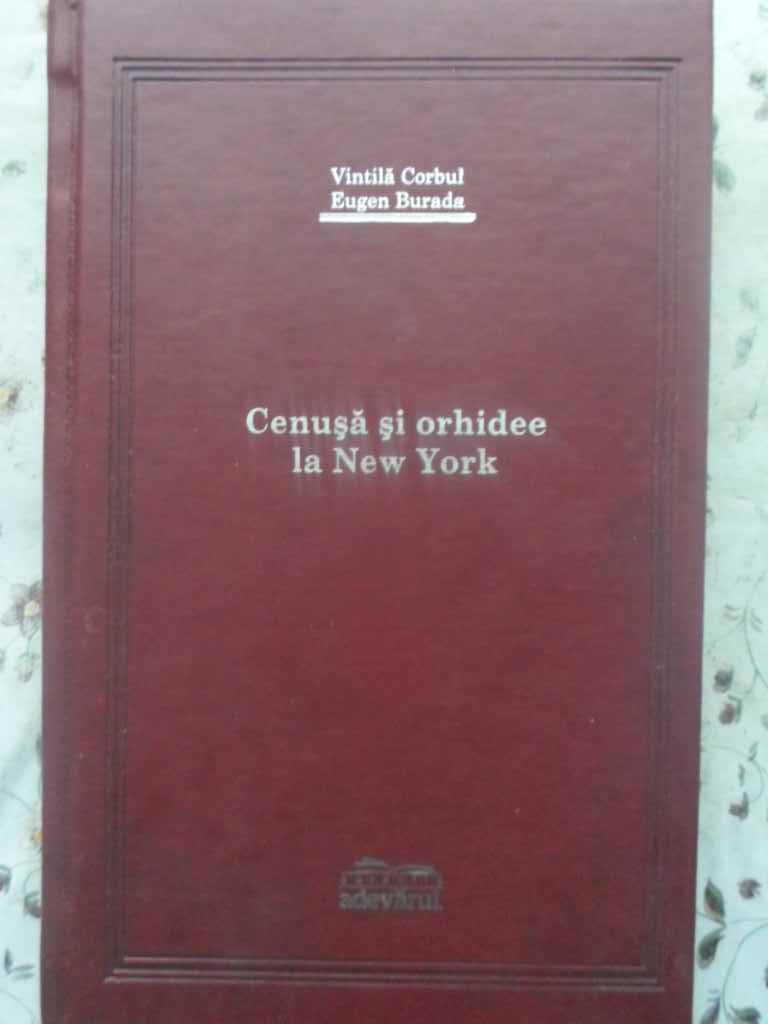 Vintilă Corbul
Eugen Burada
Cenuşă şi orhidee
la New York
adevărul